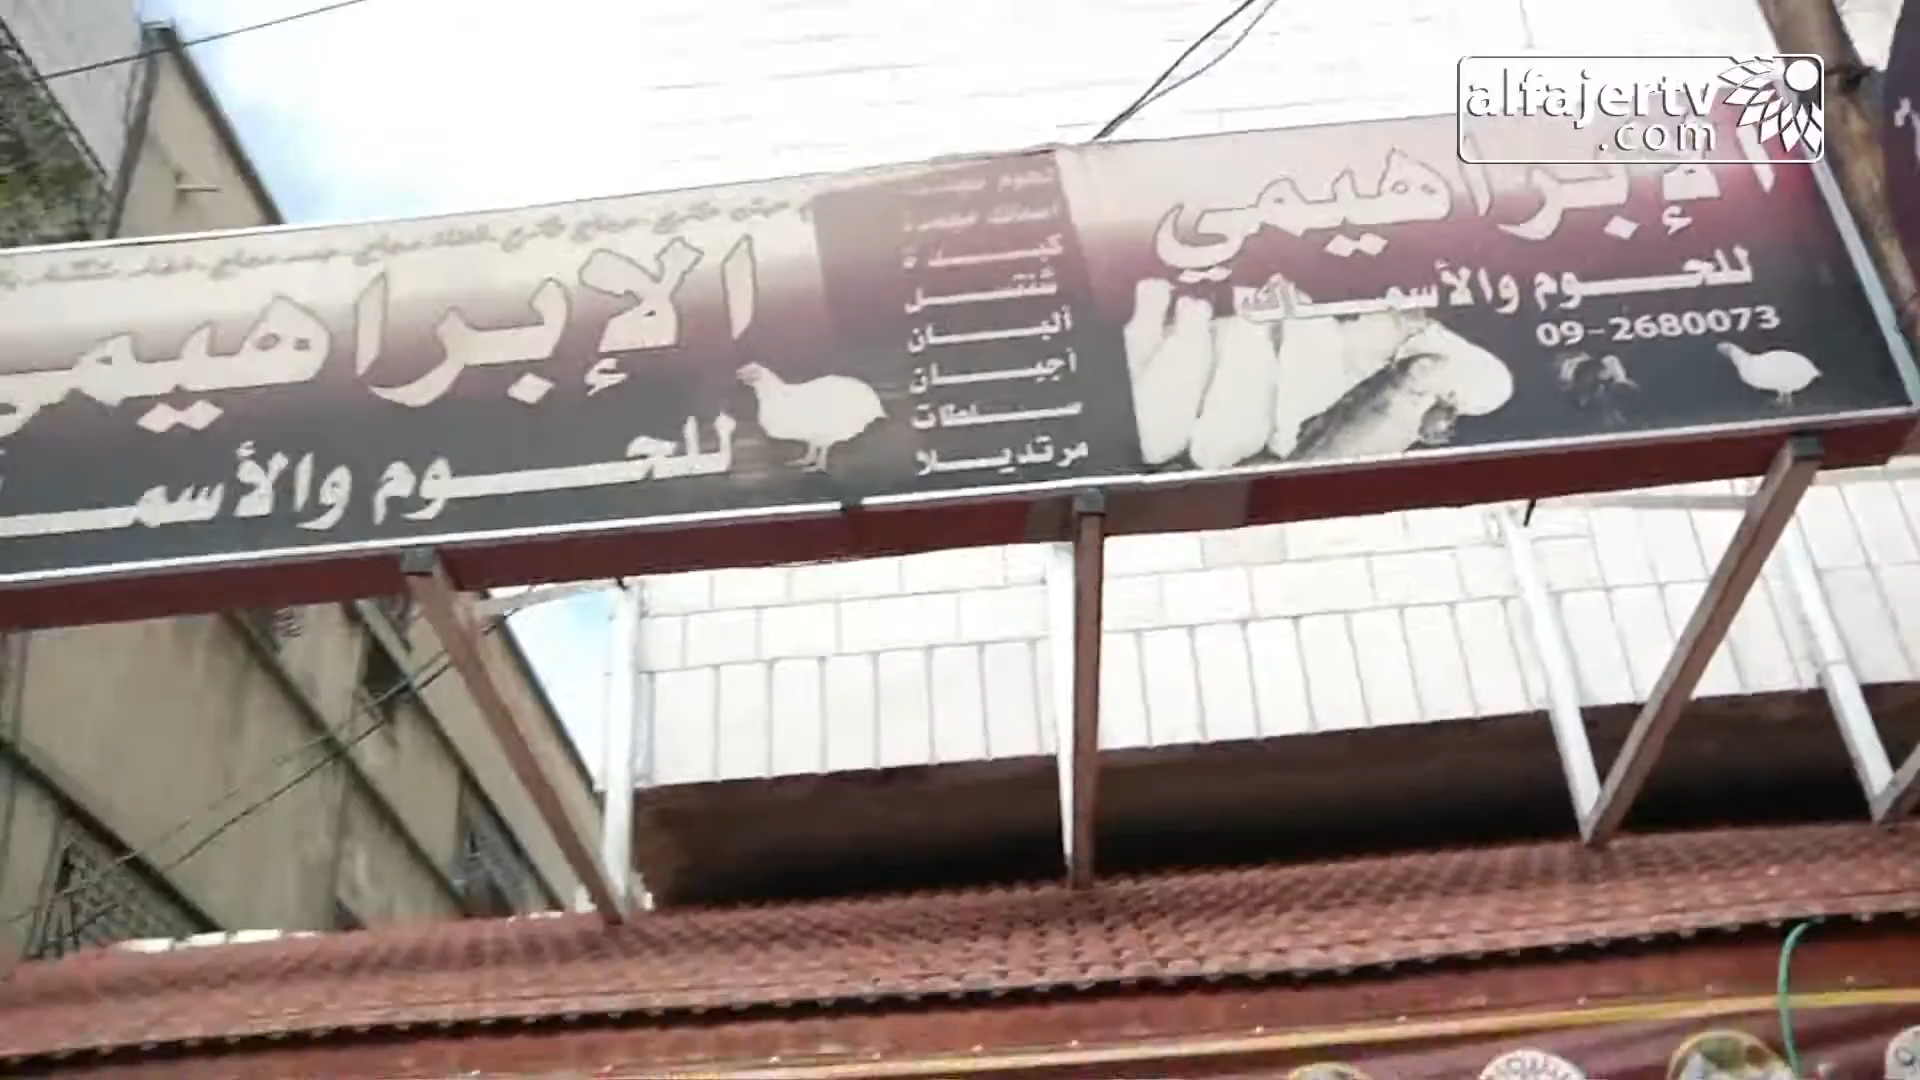 alfajertv
.com
الإبراهيمي
للحوم والأسماك
09-2680073
كبدة
شنتسل
ألبان
أجبان
سلطات
مرتديلا
الإبراهيمي
للحوم والأسم